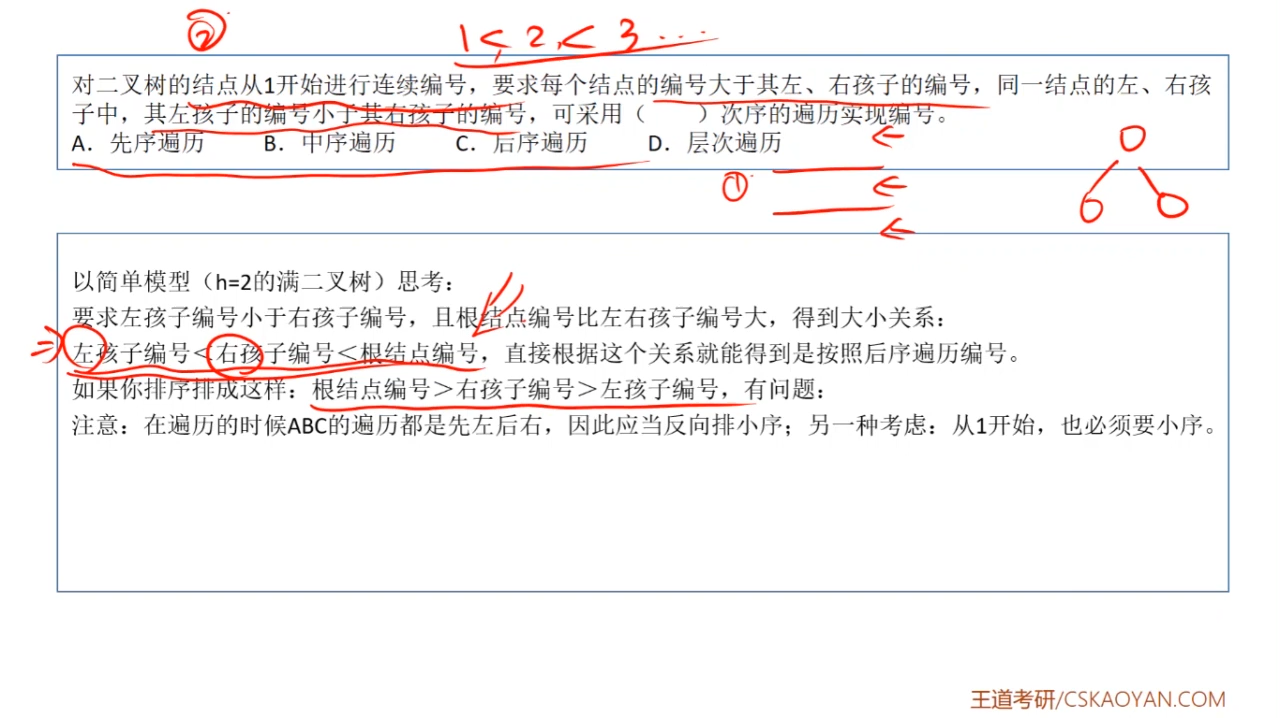 ②
1<2<3...
对二叉树的结点从1开始进行连续编号，要求每个结点的编号大于其左、右孩子的编号，同一结点的左、右孩
子中，其左孩子的编号小于其右孩子的编号，可采用（　　）次序的遍历实现编号。
A．先序遍历　　B．中序遍历　　C．后序遍历　　D．层次遍历
①
以简单模型（h=2的满二叉树）思考：
要求左孩子编号小于右孩子编号，且根结点编号比左右孩子编号大，得到大小关系：
左孩子编号＜右孩子编号＜根结点编号，直接根据这个关系就能得到是按照后序遍历编号。
如果你排序排成这样：根结点编号＞右孩子编号＞左孩子编号，有问题：
注意：在遍历的时候ABC的遍历都是先左后右，因此应当反向排小序；另一种考虑：从1开始，也必须要小序。
王道考研/CSKAOYAN.COM